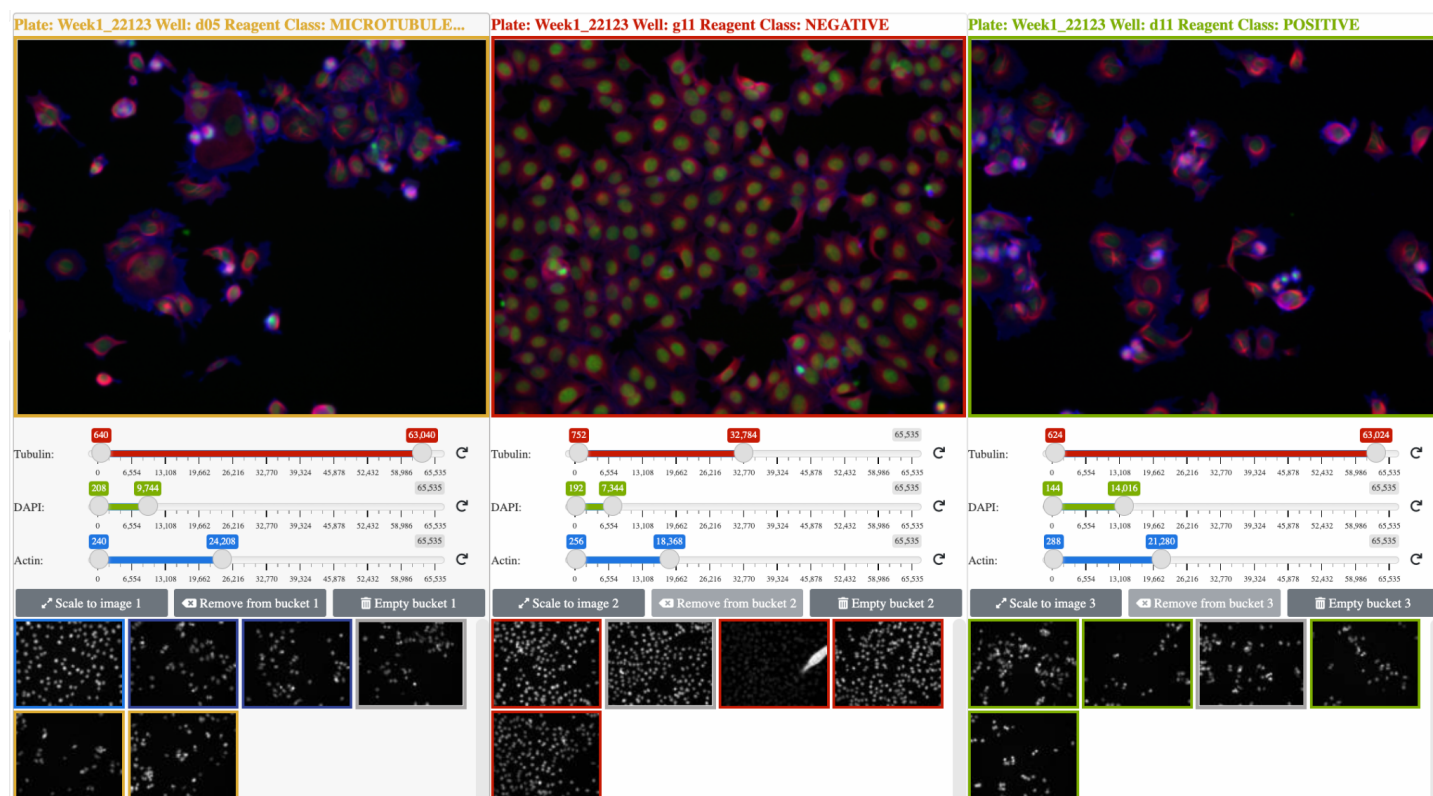 Plate: Week1_22123 Well: d05 Reagent Class: MICROTUBULE...
640 63,040
Tubulin:
0 6,554 13,108 19,662 26,216 32,770 39,324 45,878 52,432 58,986 65,535
208 9,744 65,535
DAPI:
0 6,554 13,108 19,662 26,216 32,770 39,324 45,878 52,432 58,986 65,535
240 24,208 65,535
Actin:
0 6,554 13,108 19,662 26,216 32,770 39,324 45,878 52,432 58,986 65,535
Scale to image 1 Remove from bucket 1 Empty bucket 1
Plate: Week1_22123 Well: g11 Reagent Class: NEGATIVE
752 32,784 65,535
Tubulin:
0 6,554 13,108 19,662 26,216 32,770 39,324 45,878 52,432 58,986 65,535
192 7,344 65,535
DAPI:
0 6,554 13,108 19,662 26,216 32,770 39,324 45,878 52,432 58,986 65,535
256 18,368 65,535
Actin:
0 6,554 13,108 19,662 26,216 32,770 39,324 45,878 52,432 58,986 65,535
Scale to image 2 Remove from bucket 2 Empty bucket 2
Plate: Week1_22123 Well: d11 Reagent Class: POSITIVE
624 63,024
Tubulin:
0 6,554 13,108 19,662 26,216 32,770 39,324 45,878 52,432 58,986 65,535
144 14,016 65,535
DAPI:
0 6,554 13,108 19,662 26,216 32,770 39,324 45,878 52,432 58,986 65,535
288 21,280 65,535
Actin:
0 6,554 13,108 19,662 26,216 32,770 39,324 45,878 52,432 58,986 65,535
Scale to image 3 Remove from bucket 3 Empty bucket 3